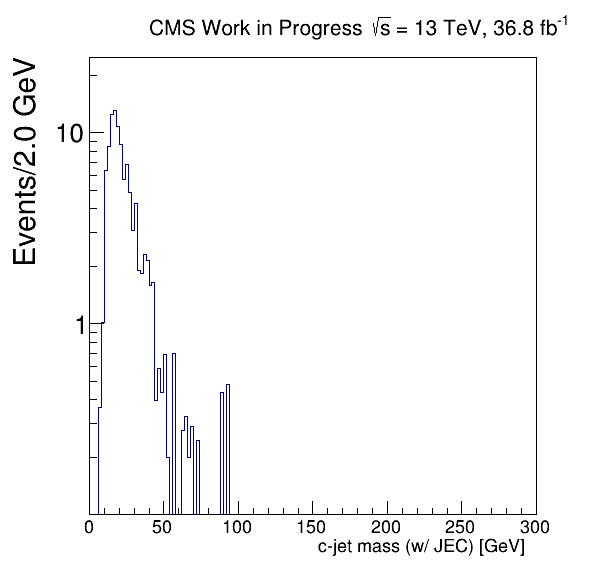 CMS Work in Progress √s = 13 TeV, 36.8 fb⁻¹
Events/2.0 GeV
10
1
0 50 100 150 200 250 300
c-jet mass (w/ JEC) [GeV]